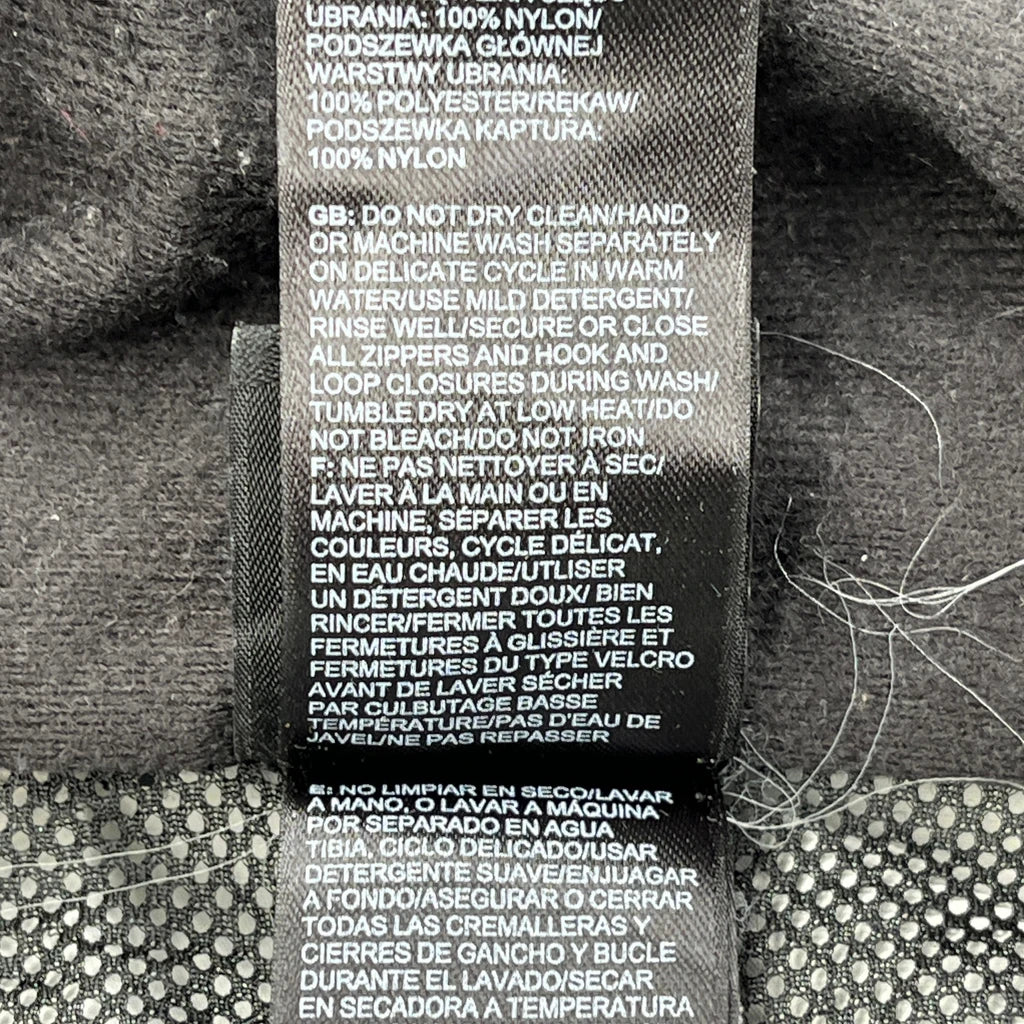 UBRANIA: 100% NYLON/
PODSZEWKA GŁÓWNEJ
WARSTWY UBRANIA:
100% POLYESTER/RĘKAW/
PODSZEWKA KAPTURA:
100% NYLON
GB: DO NOT DRY CLEAN/HAND
OR MACHINE WASH SEPARATELY
ON DELICATE CYCLE IN WARM
WATER/USE MILD DETERGENT/
RINSE WELL/SECURE OR CLOSE
ALL ZIPPERS AND HOOK AND
LOOP CLOSURES DURING WASH/
TUMBLE DRY AT LOW HEAT/DO
NOT BLEACH/DO NOT IRON
F: NE PAS NETTOYER À SEC/
LAVER À LA MAIN OU EN
MACHINE, SÉPARER LES
COULEURS, CYCLE DÉLICAT,
EN EAU CHAUDE/UTLISER
UN DÉTERGENT DOUX/ BIEN
RINCER/FERMER TOUTES LES
FERMETURES À GLISSIÈRE ET
FERMETURES DU TYPE VELCRO
AVANT DE LAVER SÉCHER
PAR CULBUTAGE BASSE
TEMPÉRATURE/PAS D'EAU DE
JAVEL/NE PAS REPASSER
E: NO LIMPIAR EN SECO/LAVAR
A MANO, O LAVAR A MÁQUINA
POR SEPARADO EN AGUA
TIBIA, CICLO DELICADO/USAR
DETERGENTE SUAVE/ENJUAGAR
A FONDO/ASEGURAR O CERRAR
TODAS LAS CREMALLERAS Y
CIERRES DE GANCHO Y BUCLE
DURANTE EL LAVADO/SECAR
EN SECADORA A TEMPERATURA